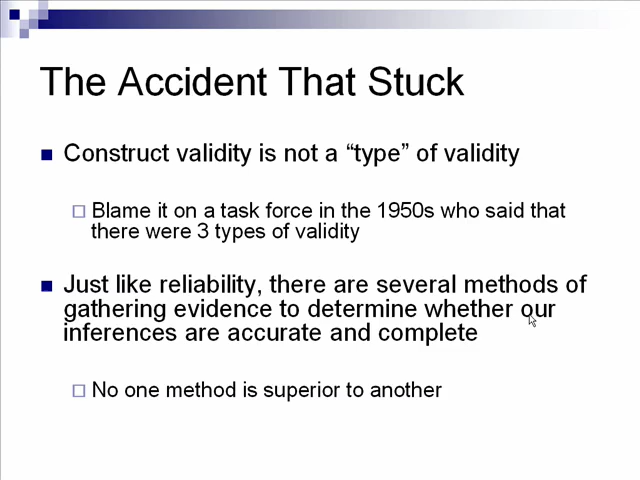 The Accident That Stuck
Construct validity is not a “type” of validity
Blame it on a task force in the 1950s who said that
there were 3 types of validity
Just like reliability, there are several methods of
gathering evidence to determine whether our
inferences are accurate and complete
No one method is superior to another